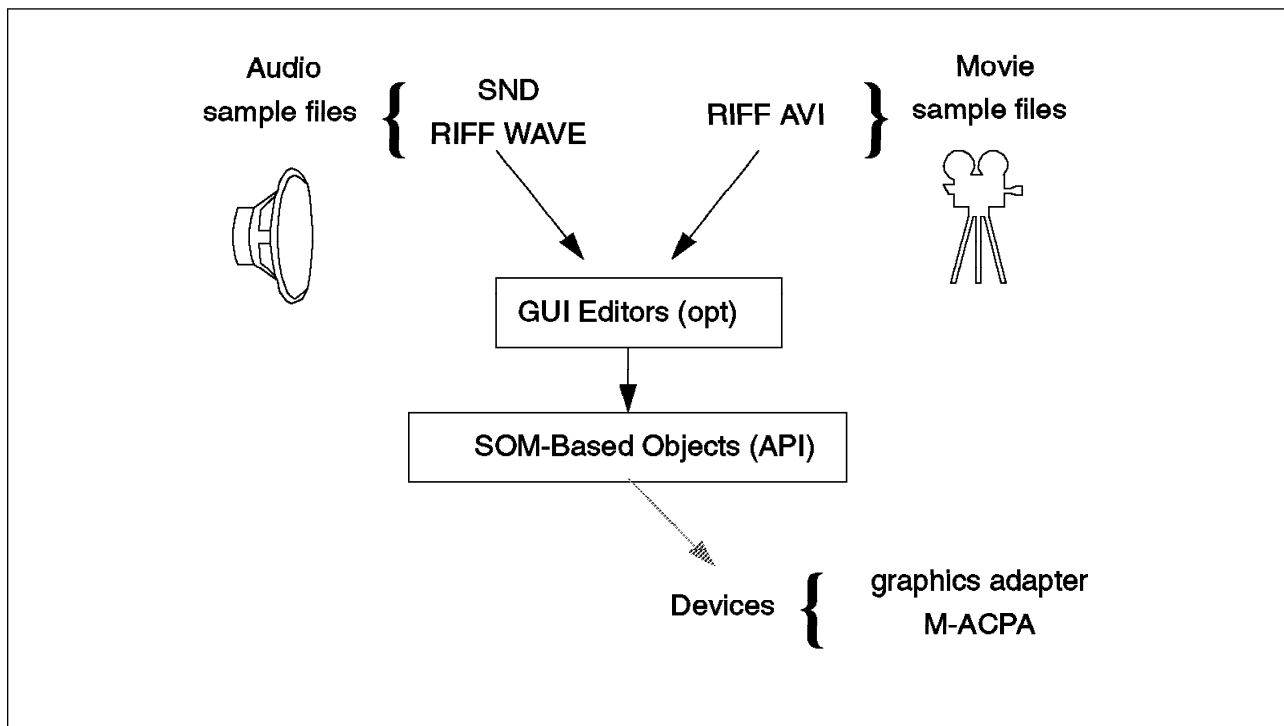 Audio
sample files
SND
RIFF WAVE
RIFF AVI
Movie
sample files
GUI Editors (opt)
SOM-Based Objects (API)
Devices
graphics adapter
M-ACPA